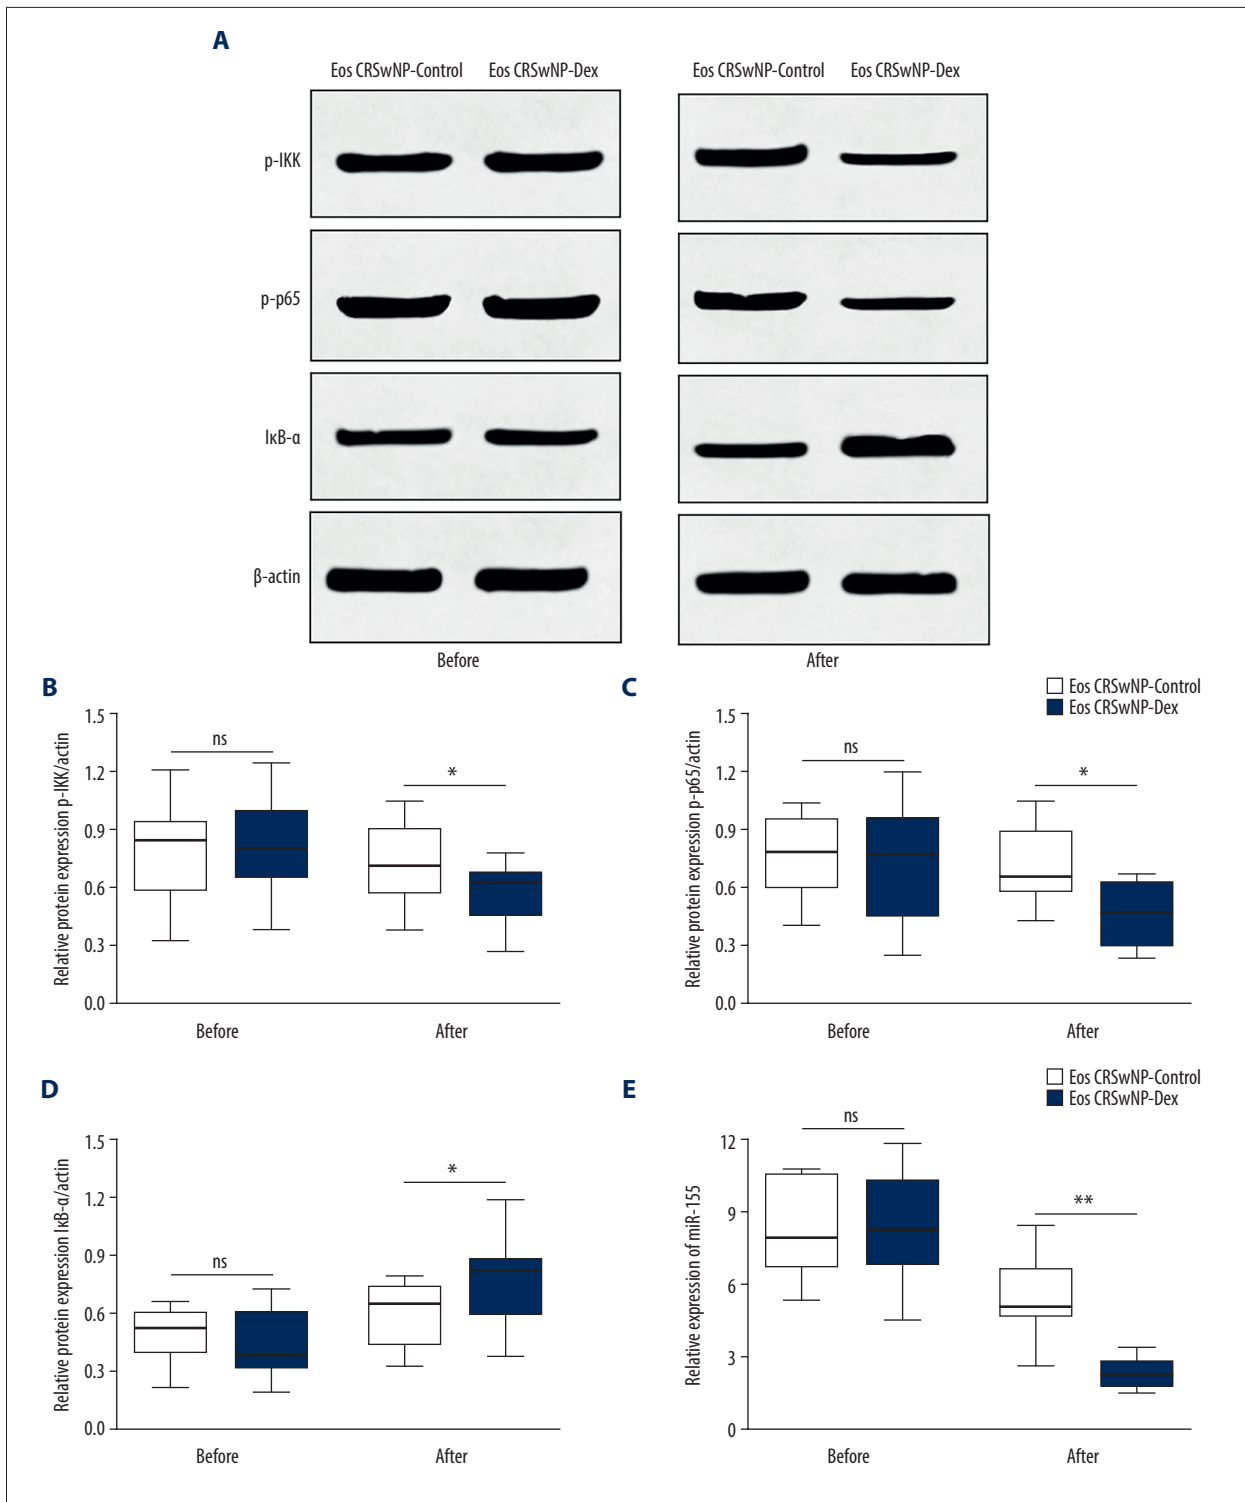 A
Eos CRSwNP-Control Eos CRSwNP-Dex Eos CRSwNP-Control Eos CRSwNP-Dex
p-IKK
p-p65
IκB-α
β-actin
Before After
B
Relative protein expression p-IKK/actin
1.5
1.2
0.9
0.6
0.3
0.0
ns
*
Before After
C
Eos CRSwNP-Control
Eos CRSwNP-Dex
Relative protein expression p-p65/actin
1.5
1.2
0.9
0.6
0.3
0.0
ns
*
Before After
D
Relative protein expression IκB-α/actin
1.5
1.2
0.9
0.6
0.3
0.0
ns
*
Before After
E
Eos CRSwNP-Control
Eos CRSwNP-Dex
Relative expression of miR-155
12
9
6
3
0
ns
**
Before After